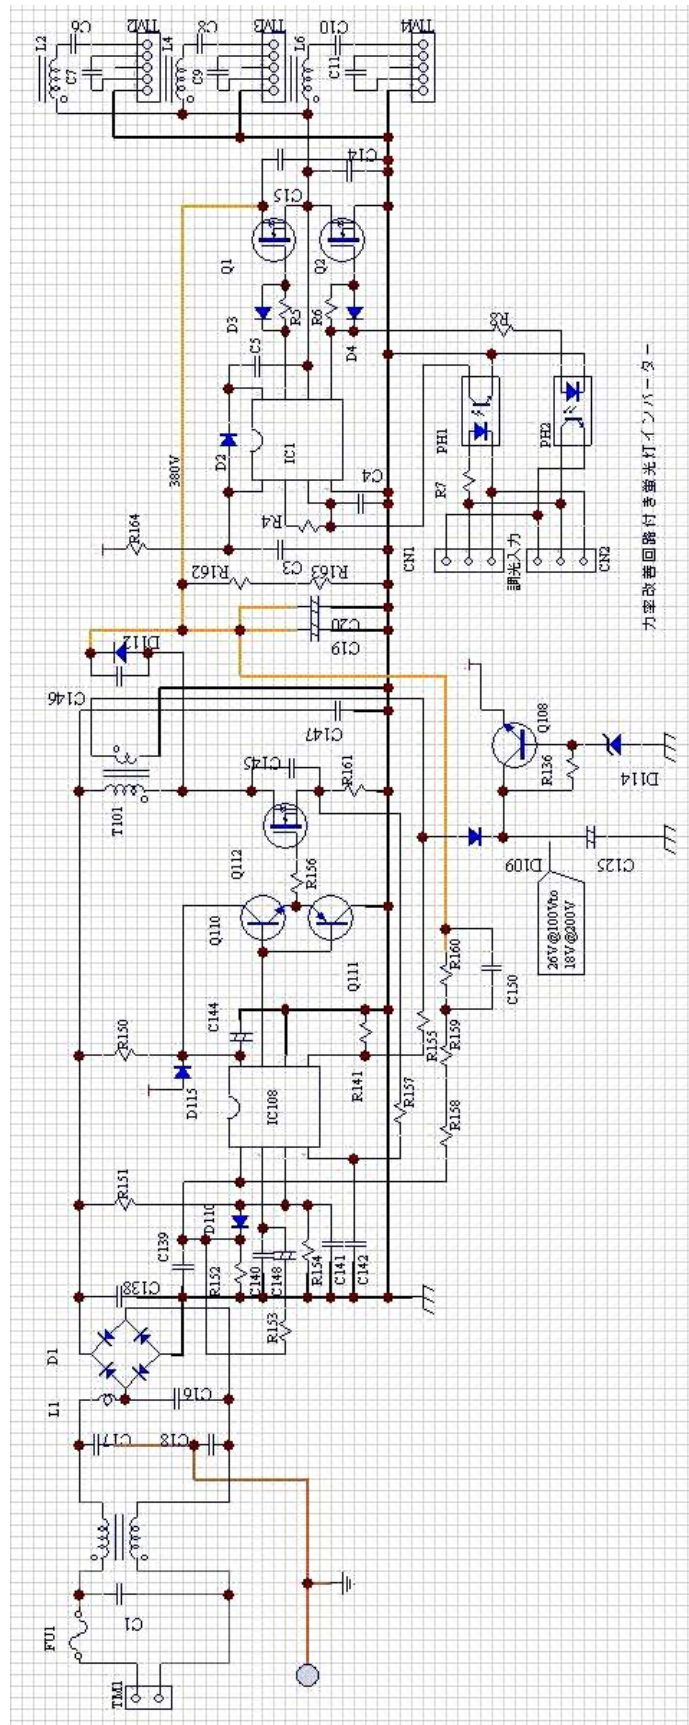 TM2
C6
L2
C7
TM3
C8
L4
C9
TM4
C10
L6
C11
C14
C15
Q1
Q2
D3
R5
R6
D4
R8
C5
D2
IC1
380V
PH1
PH2
R7
C4
R4
R164
C3
CN1
調光入力
CN2
R162
R163
C20
C19
力率改善回路付き蛍光灯インバーター
D112
C146
C147
Q108
R136
D114
T101
C145
R161
Q112
R156
D109
C125
26V@100Vto
18V@200V
Q110
Q111
R160
C150
R150
C144
R141
R155
R159
D115
IC108
R157
R158
R151
D110
C139
R152
C140
C148
R154
C141
C142
R153
C138
D1
L1
C16
C17
C18
FU1
C1
TM1